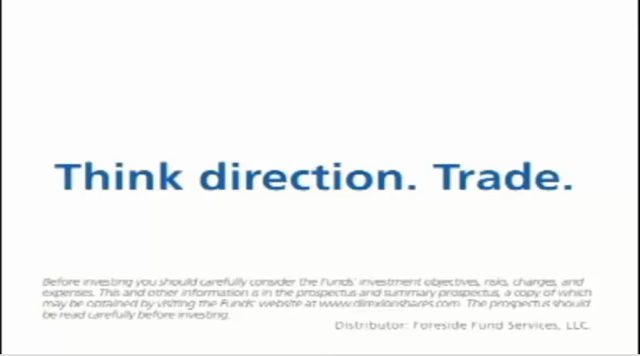 Think direction. Trade.
Before investing you should carefully consider the Funds' investment objectives, risks, charges, and
expenses. This and other information is in the prospectus and summary prospectus, a copy of which
may be obtained by visiting the Funds' website at www.direxionshares.com. The prospectus should
be read carefully before investing.
Distributor: Foreside Fund Services, LLC.